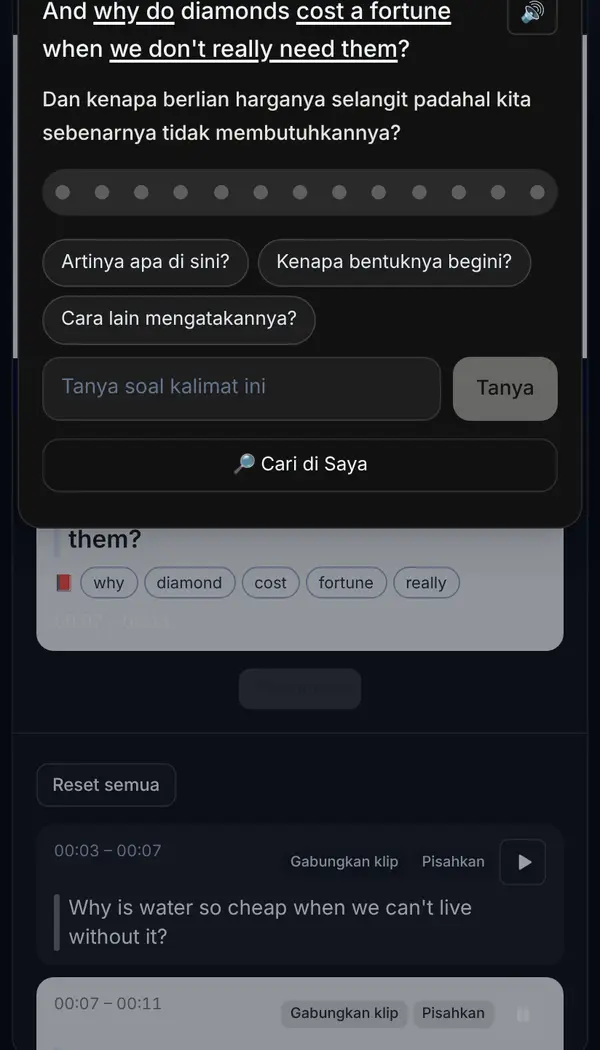 And why do diamonds cost a fortune
when we don't really need them?
Dan kenapa berlian harganya selangit padahal kita
sebenarnya tidak membutuhkannya?
Artinya apa di sini?
Kenapa bentuknya begini?
Cara lain mengatakannya?
Tanya soal kalimat ini
Tanya
Cari di Saya
them?
why
diamond
cost
fortune
really
Reset semua
00:03 – 00:07
Gabungkan klip
Pisahkan
Why is water so cheap when we can't live
without it?
00:07 – 00:11
Gabungkan klip
Pisahkan